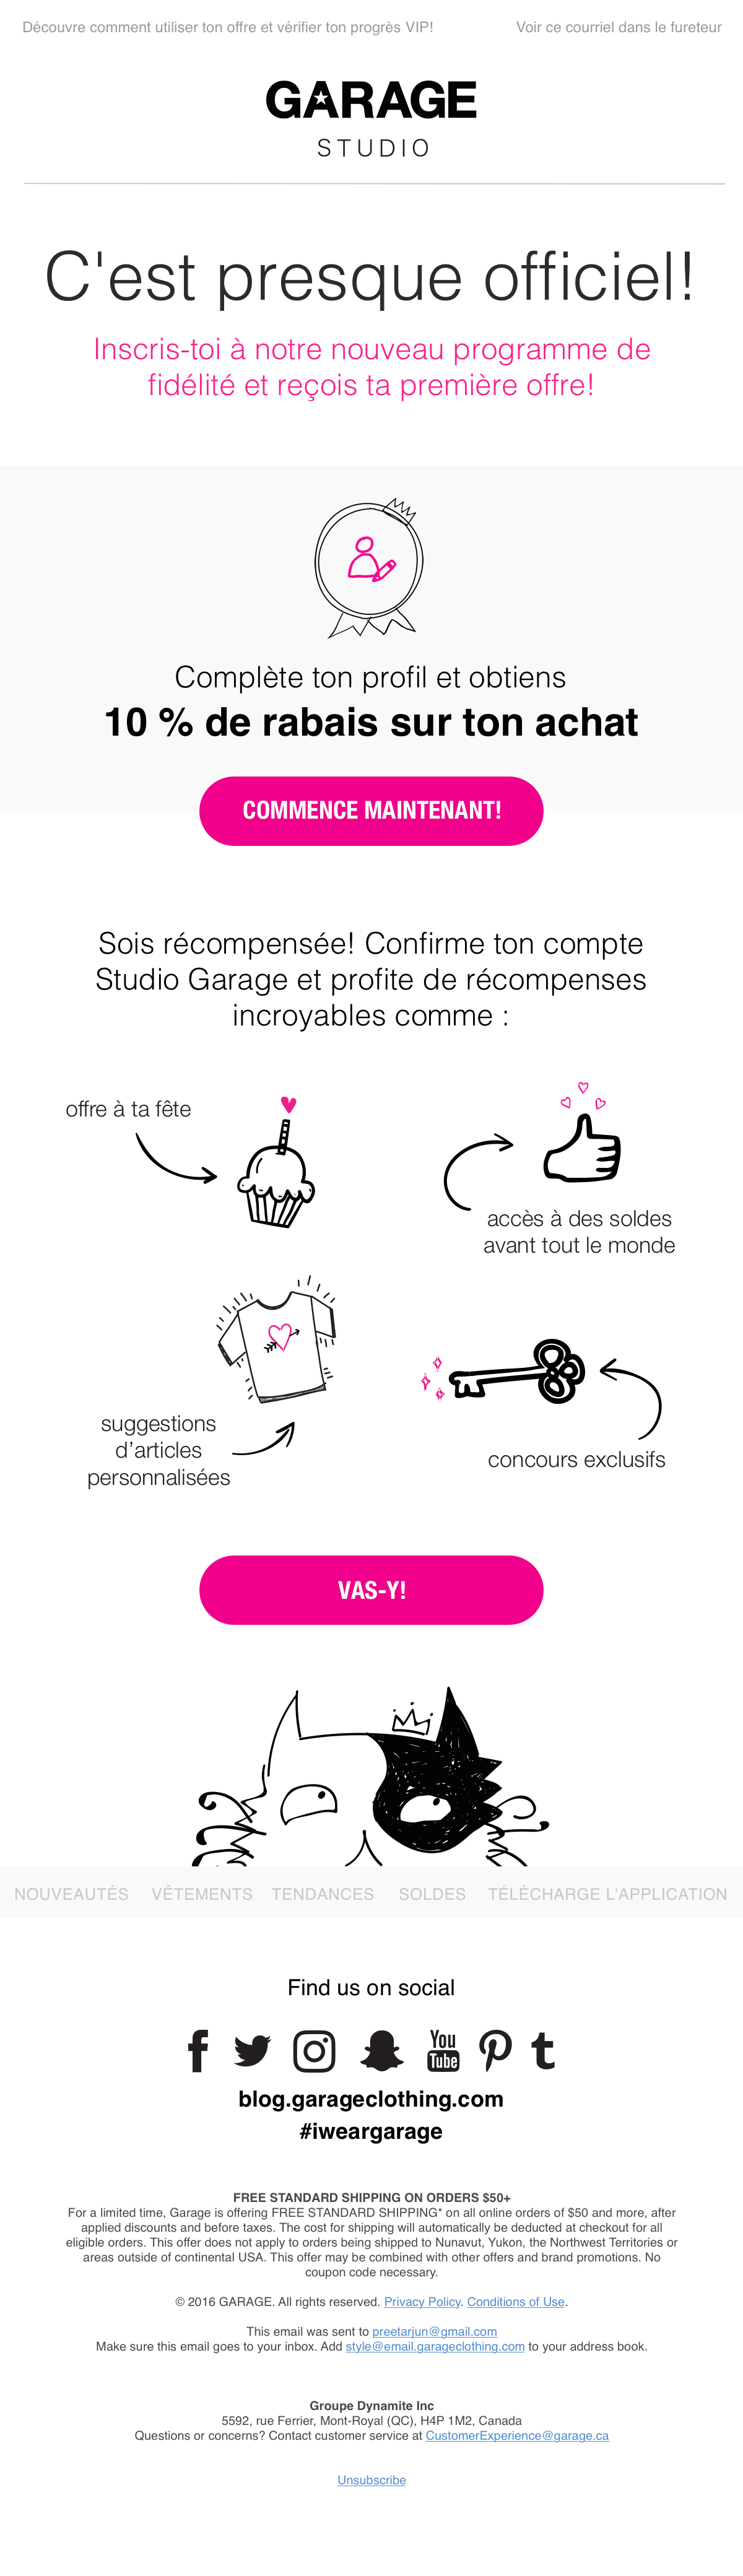 Découvre comment utiliser ton offre et vérifier ton progrès VIP!
Voir ce courriel dans le fureteur
GARAGE
STUDIO
C'est presque officiel!
Inscris-toi à notre nouveau programme de
fidélité et reçois ta première offre!
Complète ton profil et obtiens
10 % de rabais sur ton achat
COMMENCE MAINTENANT!
Sois récompensée! Confirme ton compte
Studio Garage et profite de récompenses
incroyables comme :
offre à ta fête
accès à des soldes
avant tout le monde
suggestions
d’articles
personnalisées
concours exclusifs
VAS-Y!
NOUVEAUTÉS VÊTEMENTS TENDANCES SOLDES TÉLÉCHARGE L'APPLICATION
Find us on social
You
Tube
blog.garageclothing.com
#iweargarage
FREE STANDARD SHIPPING ON ORDERS $50+
For a limited time, Garage is offering FREE STANDARD SHIPPING* on all online orders of $50 and more, after
applied discounts and before taxes. The cost for shipping will automatically be deducted at checkout for all
eligible orders. This offer does not apply to orders being shipped to Nunavut, Yukon, the Northwest Territories or
areas outside of continental USA. This offer may be combined with other offers and brand promotions. No
coupon code necessary.
© 2016 GARAGE. All rights reserved. Privacy Policy. Conditions of Use.
This email was sent to preetarjun@gmail.com
Make sure this email goes to your inbox. Add style@email.garageclothing.com to your address book.
Groupe Dynamite Inc
5592, rue Ferrier, Mont-Royal (QC), H4P 1M2, Canada
Questions or concerns? Contact customer service at CustomerExperience@garage.ca
Unsubscribe